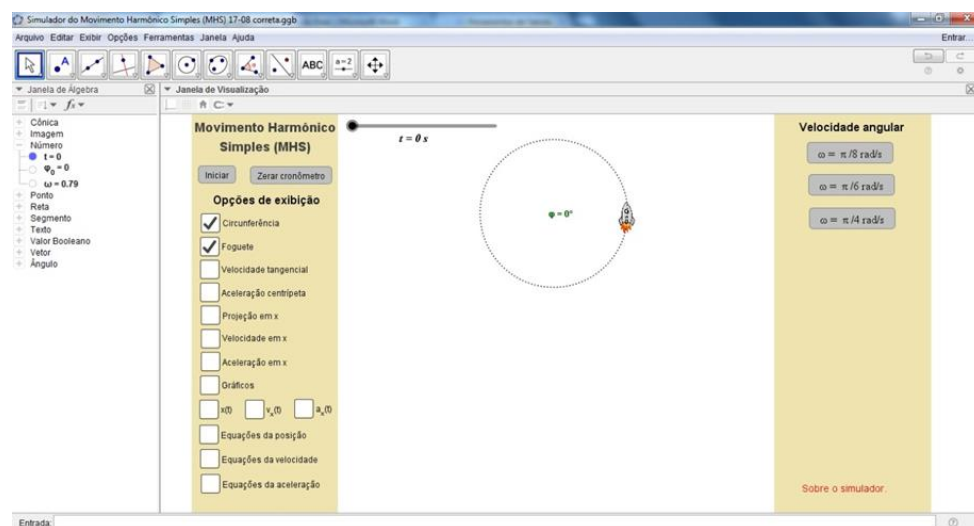 Simulador do Movimento Harmônico Simples (MHS) 17-08 correta.ggb
Arquivo Editar Exibir Opções Ferramentas Janela Ajuda
Entrar...
ABC
a=2
Janela de Álgebra
Janela de Visualização
Cônica
Imagem
Número
t = 0
φ₀ = 0
ω = 0.79
Ponto
Reta
Segmento
Texto
Valor Booleano
Vetor
Ângulo
Movimento Harmônico
Simples (MHS)
Iniciar
Zerar cronômetro
Opções de exibição
Circunferência
Foguete
Velocidade tangencial
Aceleração centrípeta
Projeção em x
Velocidade em x
Aceleração em x
Gráficos
x(t) vₓ(t) aₓ(t)
Equações da posição
Equações da velocidade
Equações da aceleração
t = 0 s
φ = 0°
Velocidade angular
ω = π/8 rad/s
ω = π/6 rad/s
ω = π/4 rad/s
Sobre o simulador.
Entrada: